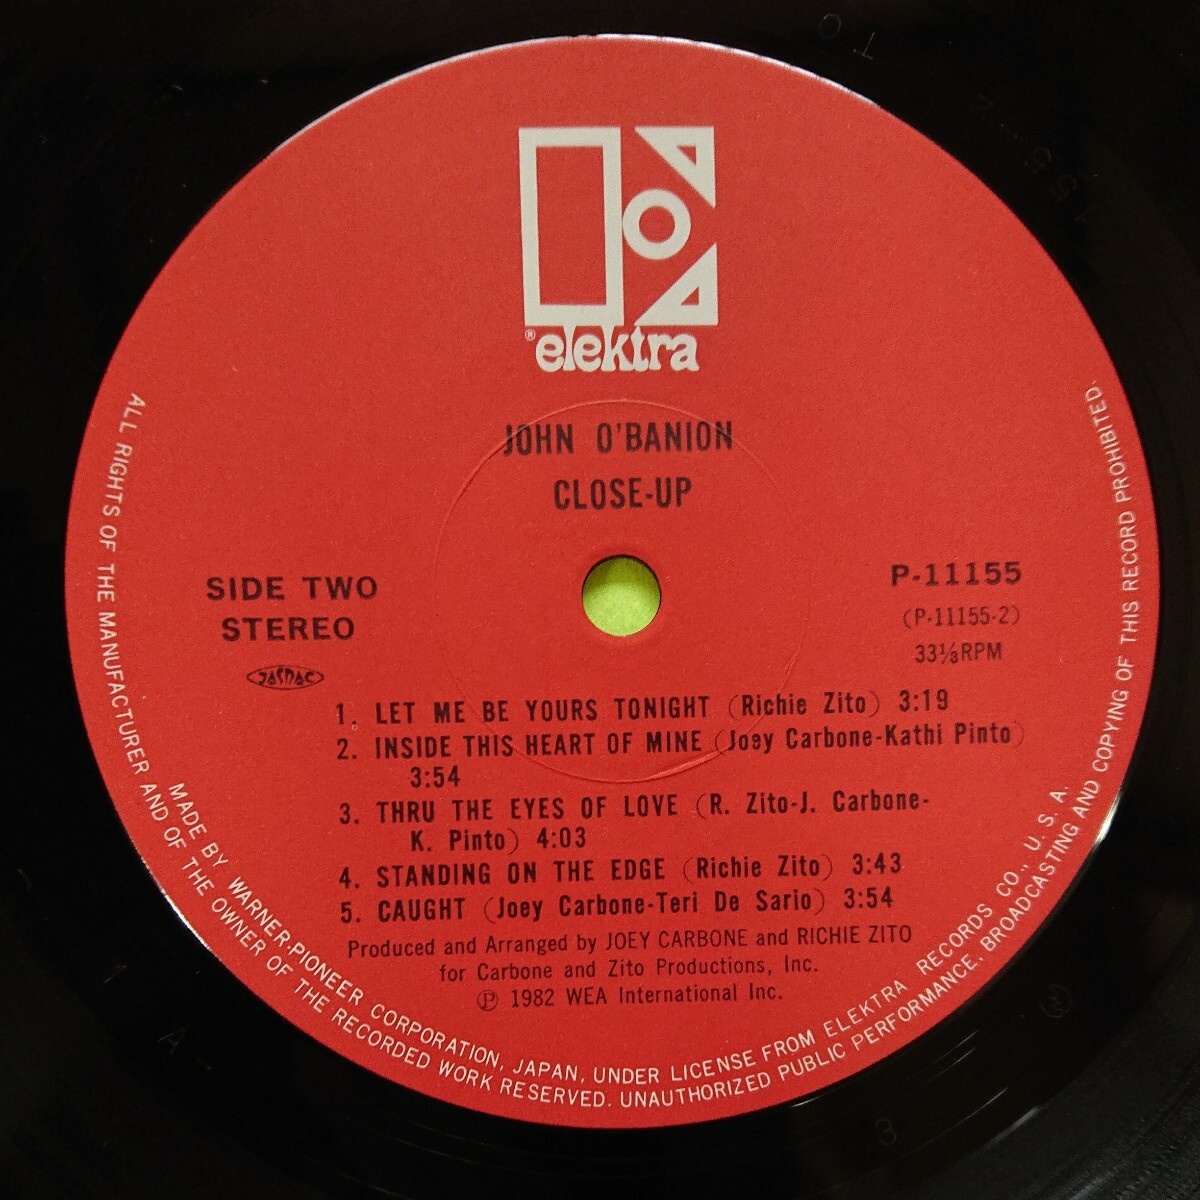 ® elektra
JOHN O'BANION
CLOSE-UP
SIDE TWO
STEREO
JASRAC
P-11155
(P-11155-2)
33⅓RPM
1. LET ME BE YOURS TONIGHT (Richie Zito) 3:19
2. INSIDE THIS HEART OF MINE (Joey Carbone-Kathi Pinto)
3:54
3. THRU THE EYES OF LOVE (R. Zito-J. Carbone-
K. Pinto) 4:03
4. STANDING ON THE EDGE (Richie Zito) 3:43
5. CAUGHT (Joey Carbone-Teri De Sario) 3:54
Produced and Arranged by JOEY CARBONE and RICHIE ZITO
for Carbone and Zito Productions, Inc.
Ⓟ 1982 WEA International Inc.
MADE BY WARNER-PIONEER CORPORATION, JAPAN, UNDER LICENSE FROM ELEKTRA RECORDS CO., U. S. A.
ALL RIGHTS OF THE MANUFACTURER AND OF THE OWNER OF THE RECORDED WORK RESERVED. UNAUTHORIZED PUBLIC PERFORMANCE, BROADCASTING AND COPYING OF THIS RECORD PROHIBITED.